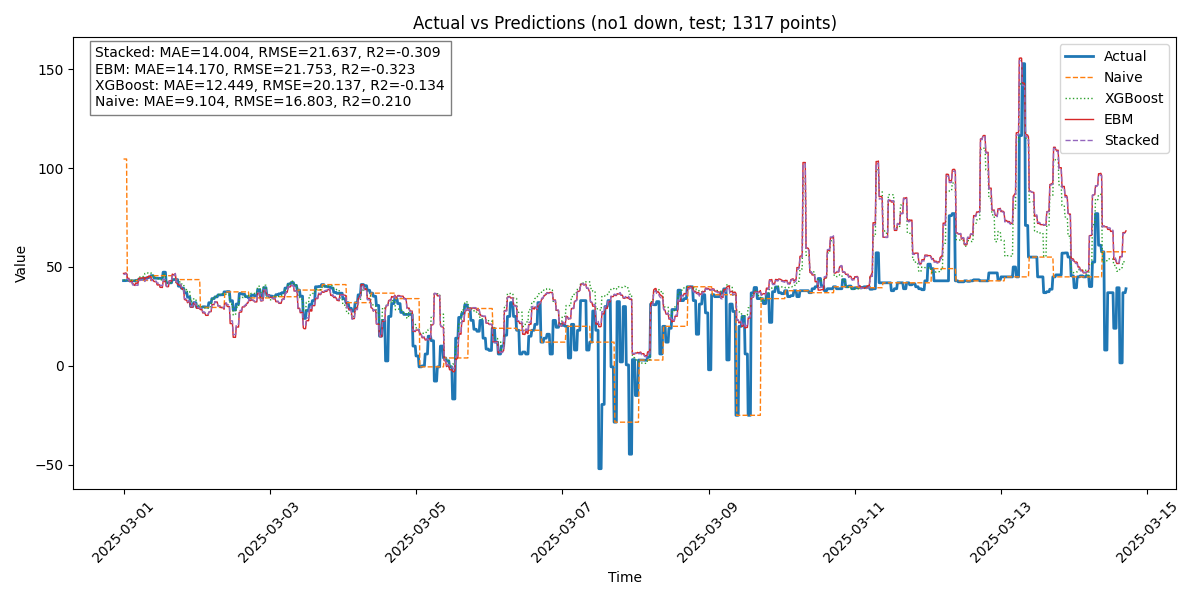 Actual vs Predictions (no1 down, test; 1317 points)
Stacked: MAE=14.004, RMSE=21.637, R2=-0.309
EBM: MAE=14.170, RMSE=21.753, R2=-0.323
XGBoost: MAE=12.449, RMSE=20.137, R2=-0.134
Naive: MAE=9.104, RMSE=16.803, R2=0.210
Actual
Naive
XGBoost
EBM
Stacked
Value
150
100
50
0
−50
2025-03-01
2025-03-03
2025-03-05
2025-03-07
2025-03-09
2025-03-11
2025-03-13
2025-03-15
Time